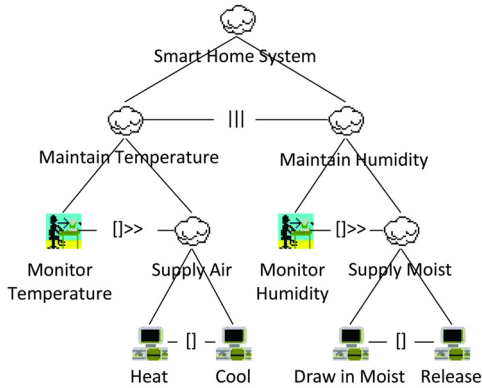 Smart Home System
|||
Maintain Temperature
Maintain Humidity
[]>>
[]>>
Monitor
Temperature
Supply Air
Monitor
Humidity
Supply Moist
[]
[]
Heat
Cool
Draw in Moist
Release